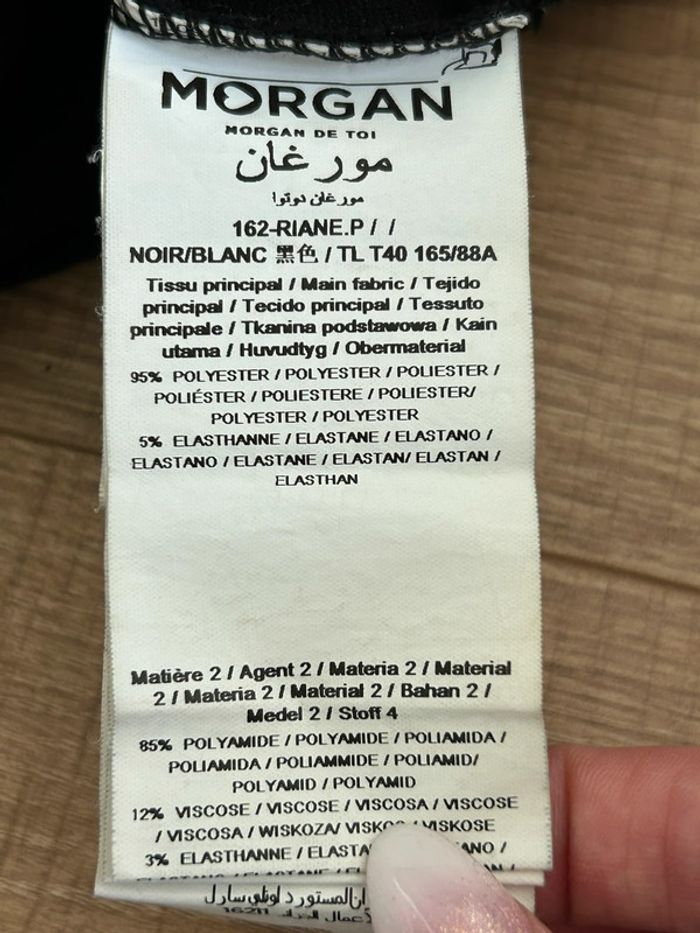 MORGAN
MORGAN DE TOI
مورغان
مورغان دوتوا
162-RIANE.P / /
NOIR/BLANC 黑色 / TL T40 165/88A
Tissu principal / Main fabric / Tejido
principal / Tecido principal / Tessuto
principale / Tkanina podstawowa / Kain
utama / Huvudtyg / Obermaterial
95% POLYESTER / POLYESTER / POLIESTER /
POLIÉSTER / POLIESTERE / POLIESTER/
POLYESTER / POLYESTER
5% ELASTHANNE / ELASTANE / ELASTANO /
ELASTANO / ELASTANE / ELASTAN/ ELASTAN /
ELASTHAN
Matière 2 / Agent 2 / Materia 2 / Material
2 / Materia 2 / Material 2 / Bahan 2 /
Medel 2 / Stoff 4
85% POLYAMIDE / POLYAMIDE / POLIAMIDA /
POLIAMIDA / POLIAMMIDE / POLIAMID/
POLYAMID / POLYAMID
12% VISCOSE / VISCOSE / VISCOSA / VISCOSE
/ VISCOSA / WISKOZA/ VISKOSE
3% ELASTHANNE /
المستورد